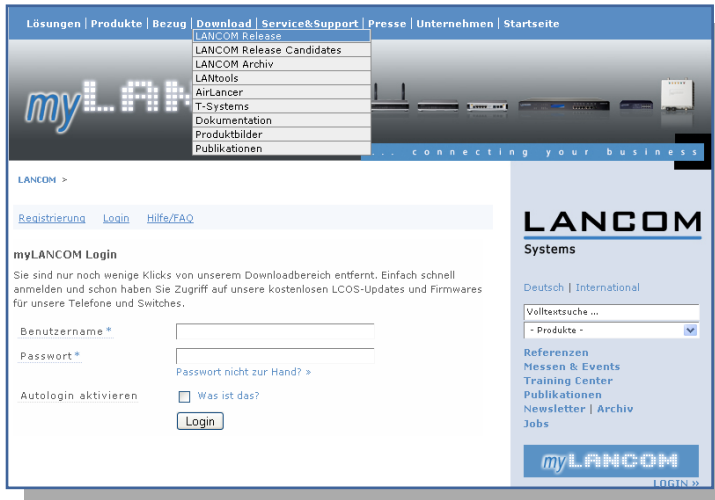 Lösungen | Produkte | Bezug | Download | Service&Support | Presse | Unternehmen | Startseite
LANCOM Release
LANCOM Release Candidates
LANCOM Archiv
LANtools
AirLancer
T-Systems
Dokumentation
Produktbilder
Publikationen
my
... connecting your business
LANCOM >
Registrierung Login Hilfe/FAQ
myLANCOM Login
Sie sind nur noch wenige Klicks von unserem Downloadbereich entfernt. Einfach schnell
anmelden und schon haben Sie Zugriff auf unsere kostenlosen LCOS-Updates und Firmwares
für unsere Telefone und Switches.
Benutzername *
Passwort *
Passwort nicht zur Hand? »
Autologin aktivieren Was ist das?
Login
LANCOM
Systems
Deutsch | International
Volltextsuche ...
- Produkte -
Referenzen
Messen & Events
Training Center
Publikationen
Newsletter | Archiv
Jobs
myLANCOM
LOGIN »